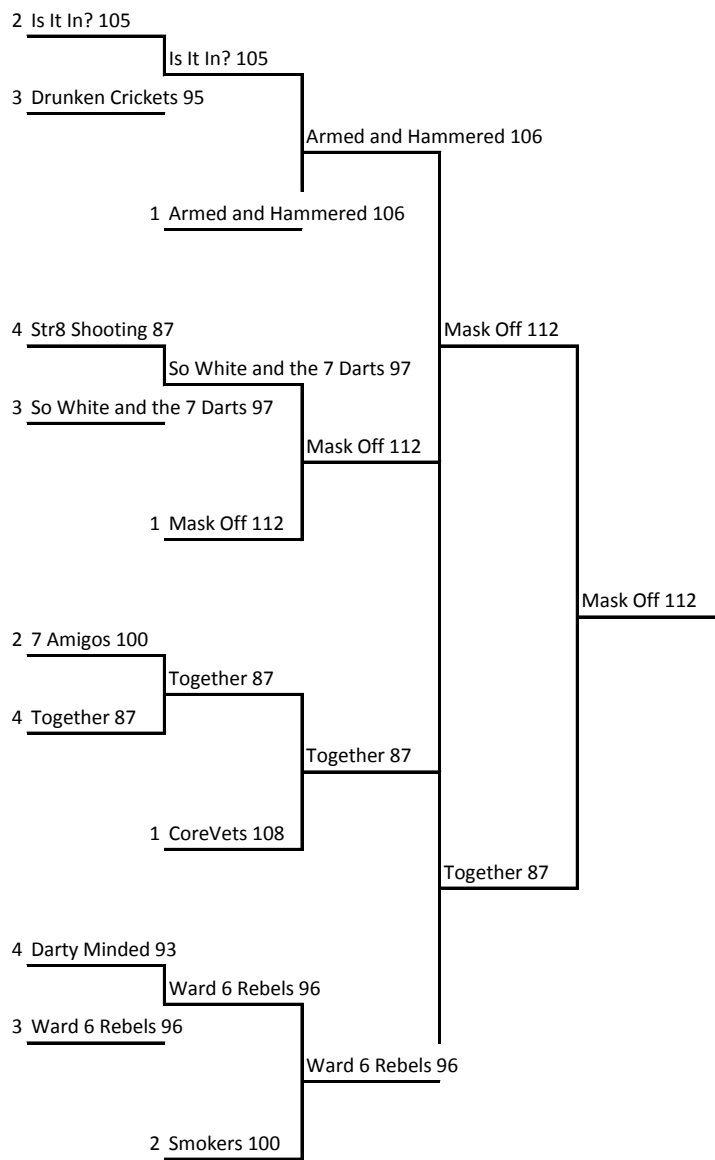 2 Is It In? 105
Is It In? 105
3 Drunken Crickets 95
Armed and Hammered 106
1 Armed and Hammered 106
4 Str8 Shooting 87
Mask Off 112
So White and the 7 Darts 97
3 So White and the 7 Darts 97
Mask Off 112
1 Mask Off 112
Mask Off 112
2 7 Amigos 100
Together 87
4 Together 87
Together 87
1 CoreVets 108
Together 87
4 Darty Minded 93
Ward 6 Rebels 96
3 Ward 6 Rebels 96
Ward 6 Rebels 96
2 Smokers 100